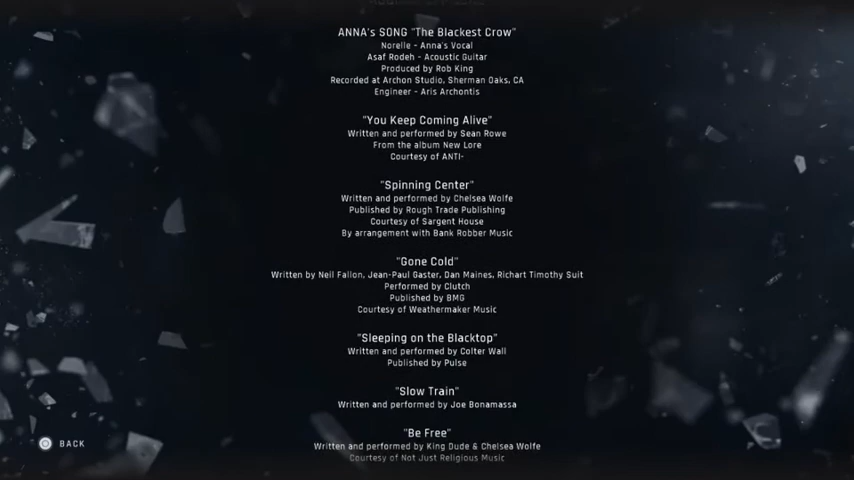 ANNA's SONG "The Blackest Crow"
Norelle - Anna's Vocal
Asaf Rodeh - Acoustic Guitar
Produced by Rob King
Recorded at Archon Studio, Sherman Oaks, CA
Engineer - Aris Archontis
"You Keep Coming Alive"
Written and performed by Sean Rowe
From the album New Lore
Courtesy of ANTI-
"Spinning Center"
Written and performed by Chelsea Wolfe
Published by Rough Trade Publishing
Courtesy of Sargent House
By arrangement with Bank Robber Music
"Gone Cold"
Written by Neil Fallon, Jean-Paul Gaster, Dan Maines, Richart Timothy Suit
Performed by Clutch
Published by BMG
Courtesy of Weathermaker Music
"Sleeping on the Blacktop"
Written and performed by Colter Wall
Published by Pulse
"Slow Train"
Written and performed by Joe Bonamassa
"Be Free"
Written and performed by King Dude & Chelsea Wolfe
Courtesy of Not Just Religious Music
BACK